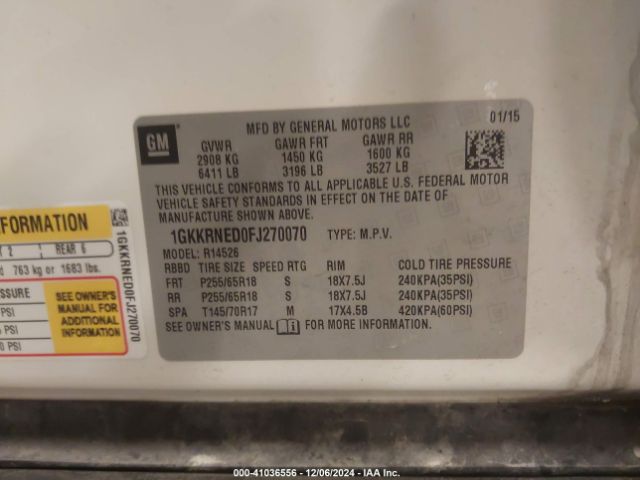 MFD BY GENERAL MOTORS LLC 01/15
GM
GVWR GAWR FRT GAWR RR
2908 KG 1450 KG 1600 KG
6411 LB 3196 LB 3527 LB
THIS VEHICLE CONFORMS TO ALL APPLICABLE U.S. FEDERAL MOTOR
VEHICLE SAFETY STANDARDS IN EFFECT ON THE DATE OF
MANUFACTURE SHOWN ABOVE.
1GKKRNED0FJ270070 TYPE: M.P.V.
MODEL: R14526
RBBD TIRE SIZE SPEED RTG RIM COLD TIRE PRESSURE
FRT P255/65R18 S 18X7.5J 240KPA(35PSI)
RR P255/65R18 S 18X7.5J 240KPA(35PSI)
SPA T145/70R17 M 17X4.5B 420KPA(60PSI)
SEE OWNER'S MANUAL FOR MORE INFORMATION
INFORMATION
2 REAR 6
763 kg or 1683 lbs.
SEE OWNER'S
MANUAL FOR
ADDITIONAL
INFORMATION
PSI
PSI
PSI
1GKKRNED0FJ270070
000-41036556 - 12/06/2024 - IAA Inc.